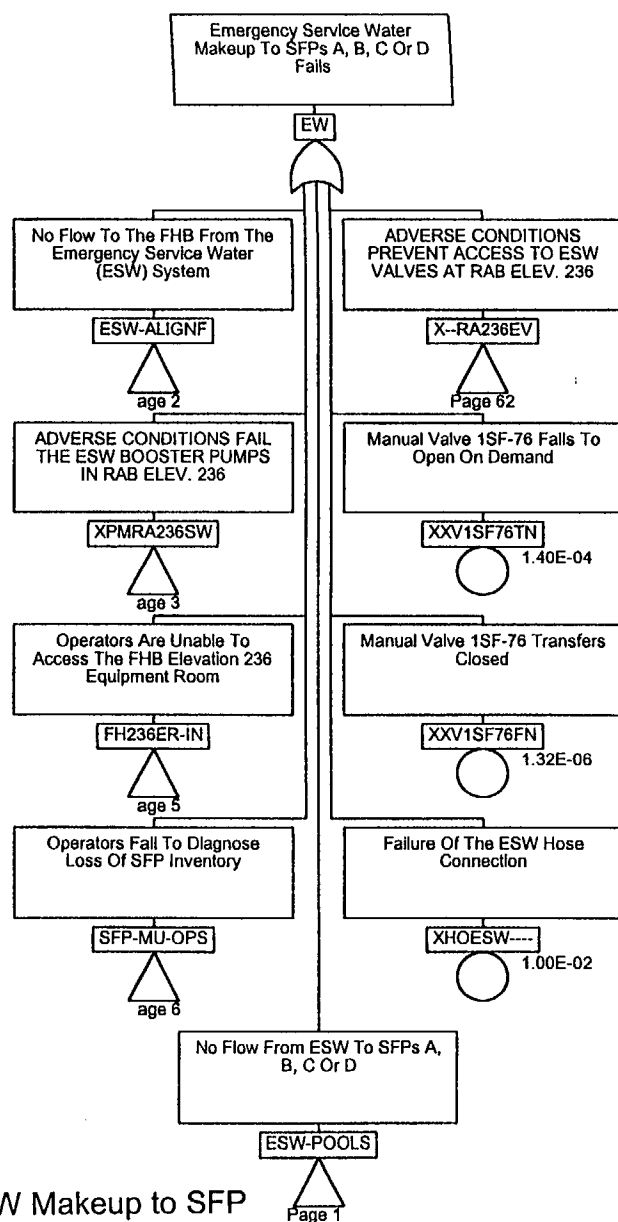 Emergency Service Water
Makeup To SFPs A, B, C Or D
Fails
EW
No Flow To The FHB From The
Emergency Service Water
(ESW) System
ESW-ALIGNF
age 2
ADVERSE CONDITIONS
PREVENT ACCESS TO ESW
VALVES AT RAB ELEV. 236
X--RA236EV
Page 62
ADVERSE CONDITIONS FAIL
THE ESW BOOSTER PUMPS
IN RAB ELEV. 236
XPMRA236SW
age 3
Manual Valve 1SF-76 Fails To
Open On Demand
XXV1SF76TN
1.40E-04
Operators Are Unable To
Access The FHB Elevation 236
Equipment Room
FH236ER-IN
age 5
Manual Valve 1SF-76 Transfers
Closed
XXV1SF76FN
1.32E-06
Operators Fail To Diagnose
Loss Of SFP Inventory
SFP-MU-OPS
age 6
Failure Of The ESW Hose
Connection
XHOESW----
1.00E-02
No Flow From ESW To SFPs A,
B, C Or D
ESW-POOLS
Page 1
W Makeup to SFP